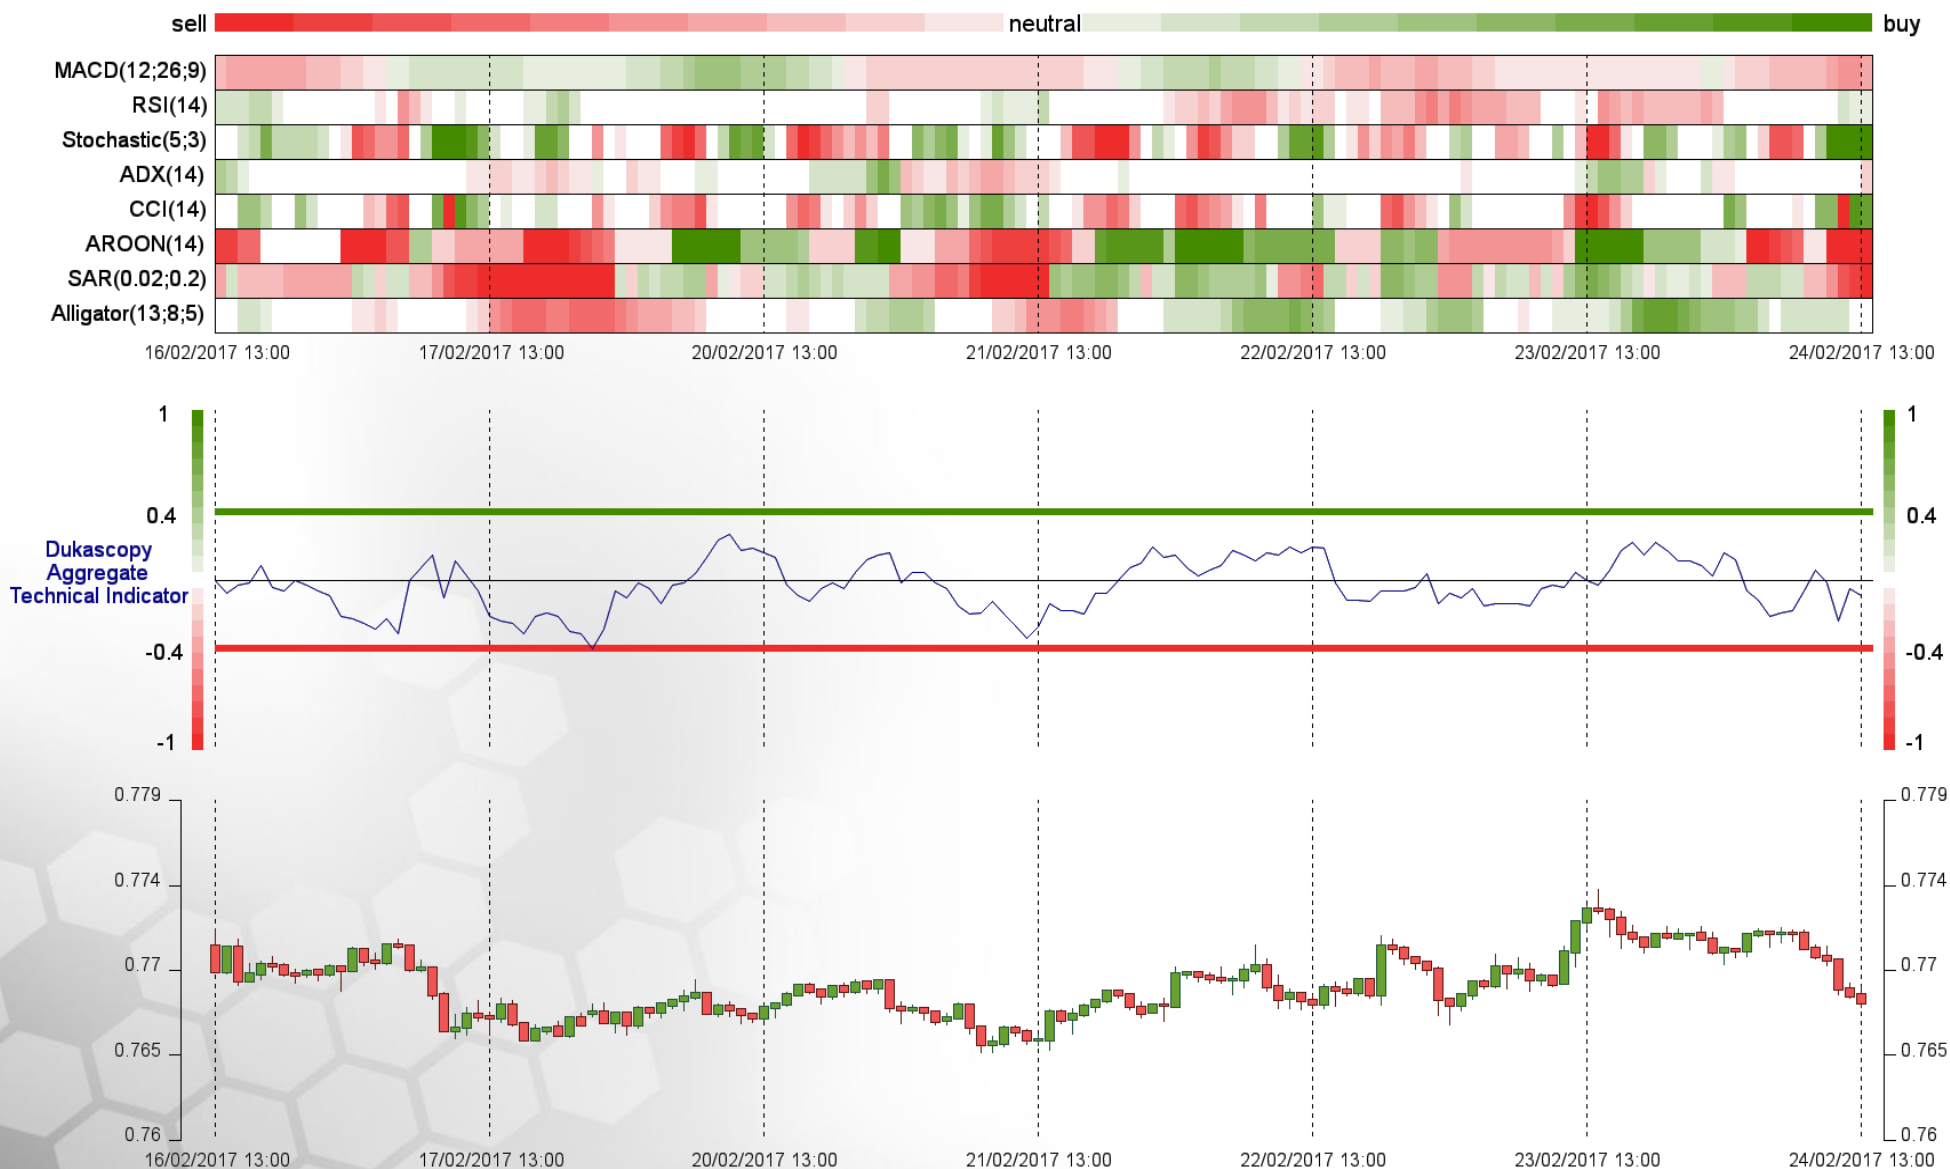 sell neutral buy
MACD(12;26;9)
RSI(14)
Stochastic(5;3)
ADX(14)
CCI(14)
AROON(14)
SAR(0.02;0.2)
Alligator(13;8;5)
16/02/2017 13:00 17/02/2017 13:00 20/02/2017 13:00 21/02/2017 13:00 22/02/2017 13:00 23/02/2017 13:00 24/02/2017 13:00
1 1
0.4 0.4
Dukascopy
Aggregate
Technical Indicator
-0.4 -0.4
-1 -1
0.779 0.779
0.774 0.774
0.77 0.77
0.765 0.765
0.76 0.76
16/02/2017 13:00 17/02/2017 13:00 20/02/2017 13:00 21/02/2017 13:00 22/02/2017 13:00 23/02/2017 13:00 24/02/2017 13:00